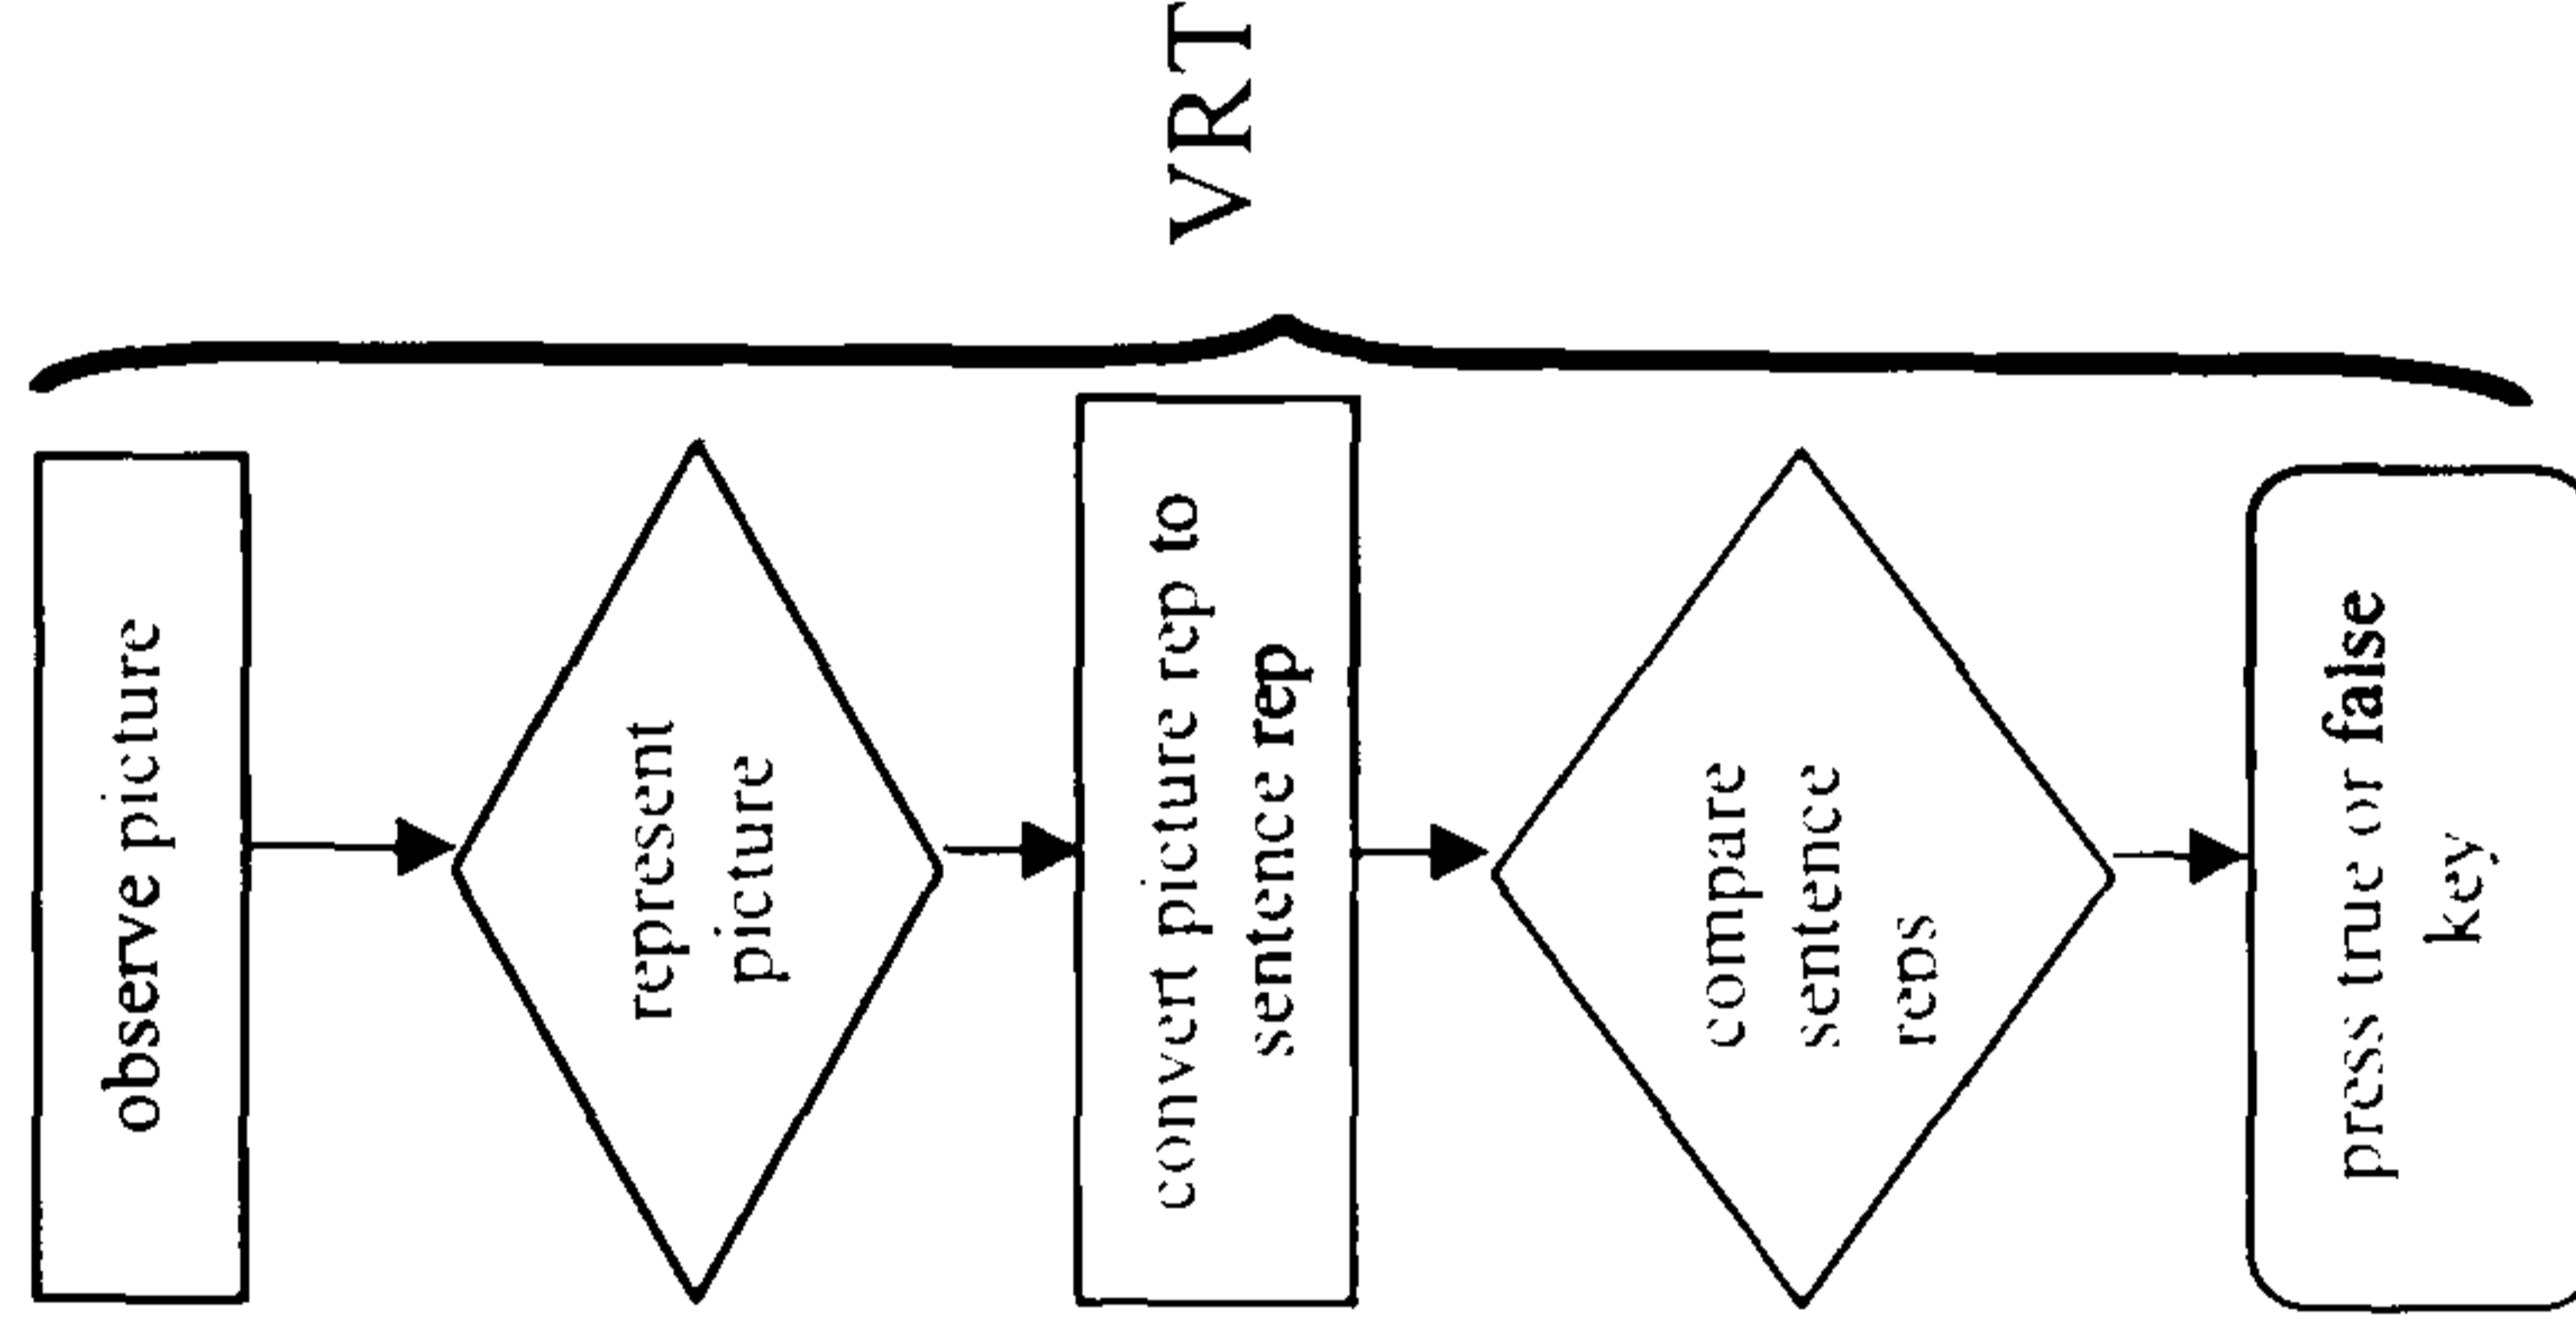 observe picture
represent
picture
convert picture rep to
sentence rep
compare
sentence
reps
press true or false
key
VRT